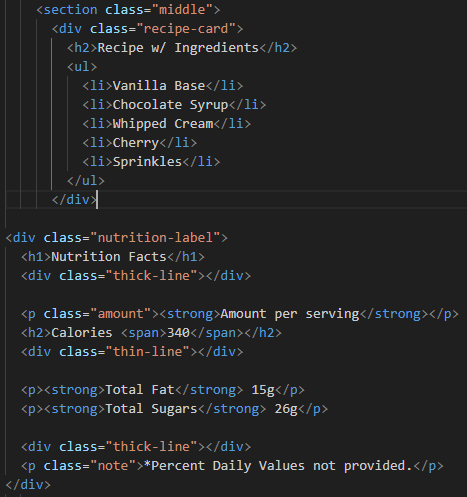 <section class="middle">
<div class="recipe-card">
<h2>Recipe w/ Ingredients</h2>
<ul>
<li>Vanilla Base</li>
<li>Chocolate Syrup</li>
<li>Whipped Cream</li>
<li>Cherry</li>
<li>Sprinkles</li>
</ul>
</div>
<div class="nutrition-label">
<h1>Nutrition Facts</h1>
<div class="thick-line"></div>
<p class="amount"><strong>Amount per serving</strong></p>
<h2>Calories <span>340</span></h2>
<div class="thin-line"></div>
<p><strong>Total Fat</strong> 15g</p>
<p><strong>Total Sugars</strong> 26g</p>
<div class="thick-line"></div>
<p class="note">*Percent Daily Values not provided.</p>
</div>